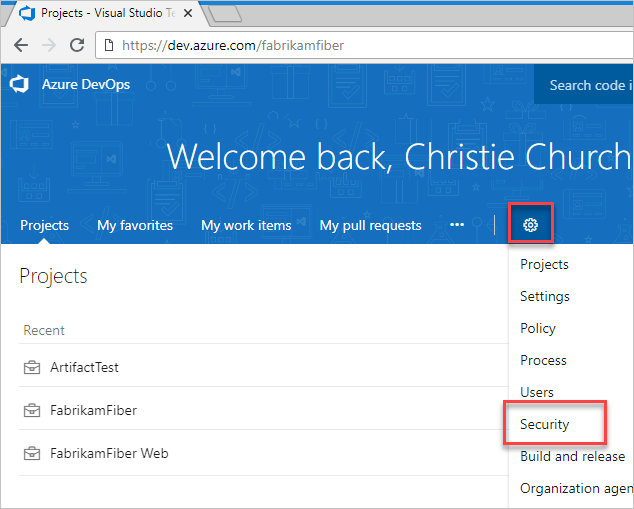 Projects - Visual Studio Te
https://dev.azure.com/fabrikamfiber
Azure DevOps
Search code i
Welcome back, Christie Church
Projects My favorites My work items My pull requests ...
Projects
Recent
ArtifactTest
FabrikamFiber
FabrikamFiber Web
Projects
Settings
Policy
Process
Users
Security
Build and release
Organization agen